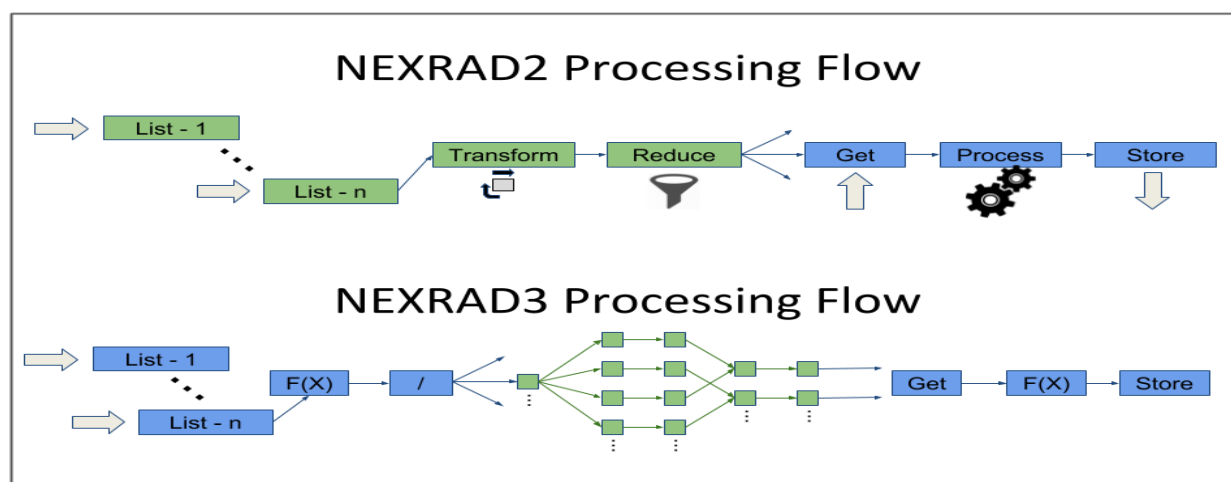 NEXRAD2 Processing Flow
List - 1
List - n
Transform
Reduce
Get
Process
Store
NEXRAD3 Processing Flow
List - 1
List - n
F(X)
/
Get
F(X)
Store